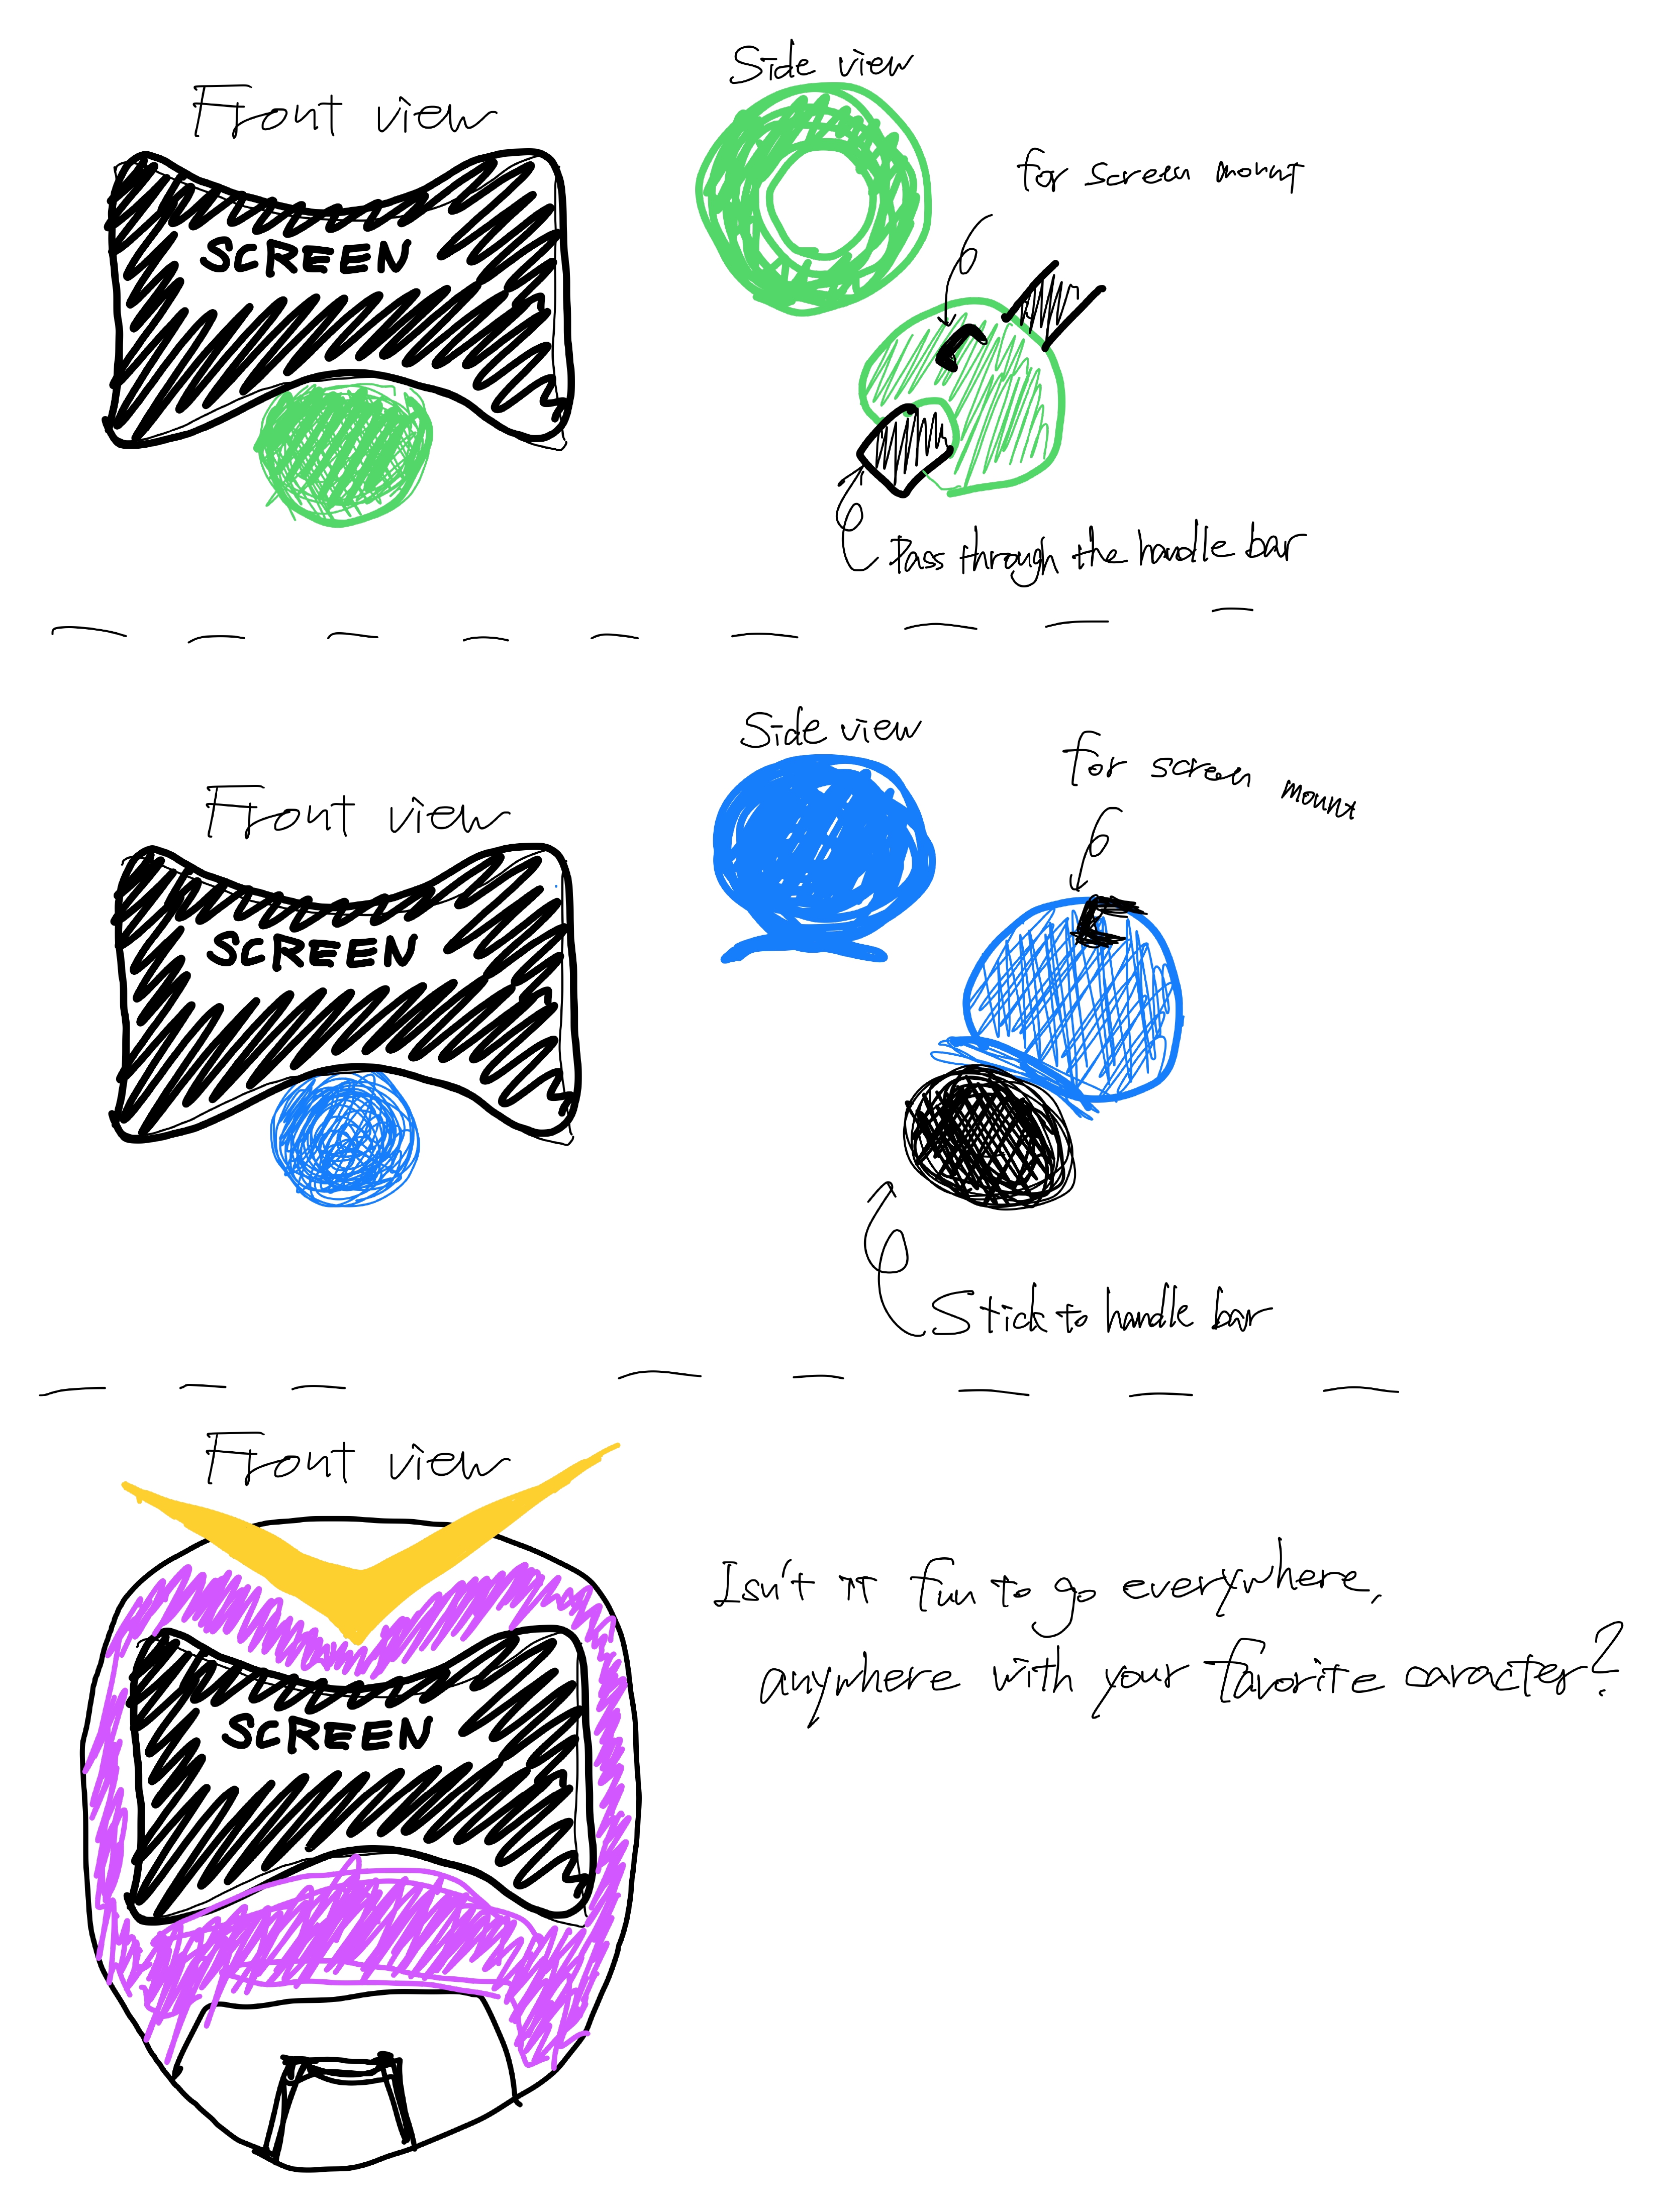 Front view
SCREEN
Side view
for screen mount
Pass through the handle bar
Front view
SCREEN
Side view
for screen mount
Stick to handle bar
Front view
SCREEN
Isn't it fun to go everywhere,
anywhere with your favorite caracter?